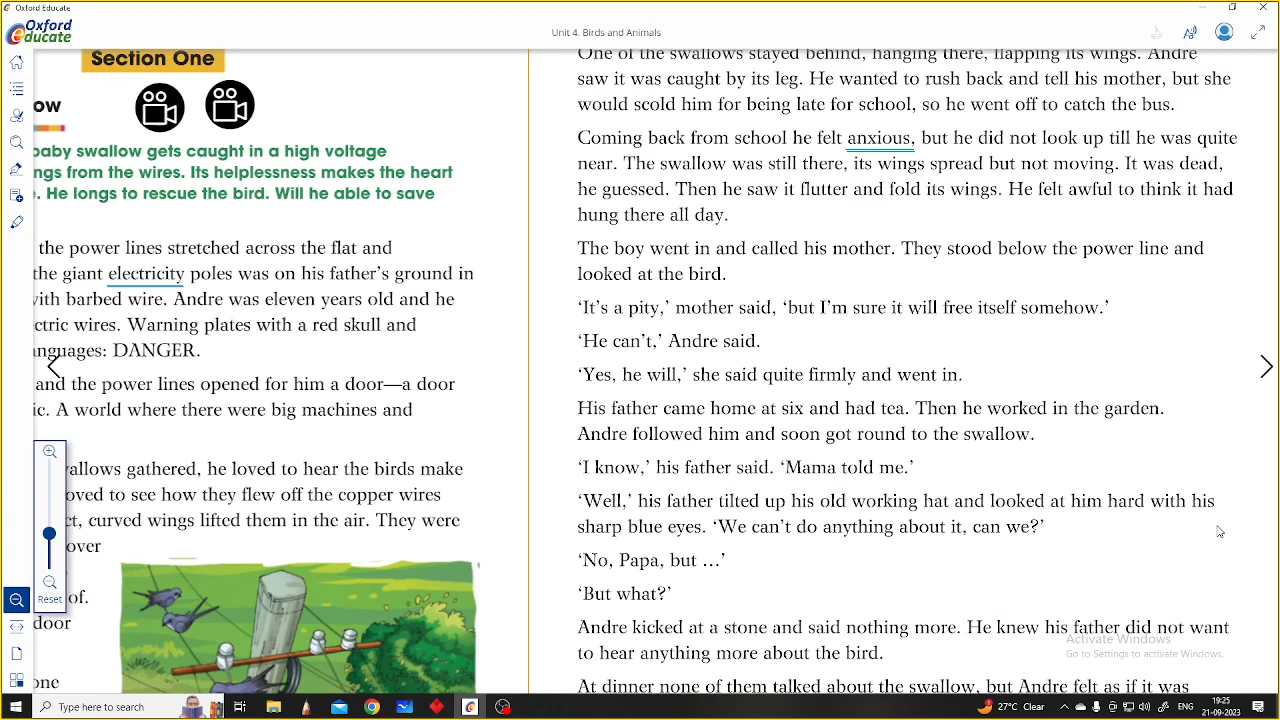 Oxford Educate
Oxford
educate
Unit 4. Birds and Animals
Section One
ow
baby swallow gets caught in a high voltage
ngs from the wires. Its helplessness makes the heart
e. He longs to rescue the bird. Will he able to save
the power lines stretched across the flat and
the giant electricity poles was on his father's ground in
with barbed wire. Andre was eleven years old and he
ctric wires. Warning plates with a red skull and
anguages: DANGER.
and the power lines opened for him a door—a door
ic. A world where there were big machines and
wallows gathered, he loved to hear the birds make
oved to see how they flew off the copper wires
ct, curved wings lifted them in the air. They were
over
of.
door
one
Reset
One of the swallows stayed behind, hanging there, flapping its wings. Andre
saw it was caught by its leg. He wanted to rush back and tell his mother, but she
would scold him for being late for school, so he went off to catch the bus.
Coming back from school he felt anxious, but he did not look up till he was quite
near. The swallow was still there, its wings spread but not moving. It was dead,
he guessed. Then he saw it flutter and fold its wings. He felt awful to think it had
hung there all day.
The boy went in and called his mother. They stood below the power line and
looked at the bird.
‘It's a pity,’ mother said, ‘but I'm sure it will free itself somehow.’
‘He can't,’ Andre said.
‘Yes, he will,’ she said quite firmly and went in.
His father came home at six and had tea. Then he worked in the garden.
Andre followed him and soon got round to the swallow.
‘I know,’ his father said. ‘Mama told me.’
‘Well,’ his father tilted up his old working hat and looked at him hard with his
sharp blue eyes. ‘We can't do anything about it, can we?’
‘No, Papa, but …’
‘But what?’
Andre kicked at a stone and said nothing more. He knew his father did not want
to hear anything more about the bird.
At dinner none of them talked about the swallow, but Andre felt as if it was
Activate Windows
Go to Settings to activate Windows.
Type here to search
27°C Clear
ENG
19:25
21-09-2023